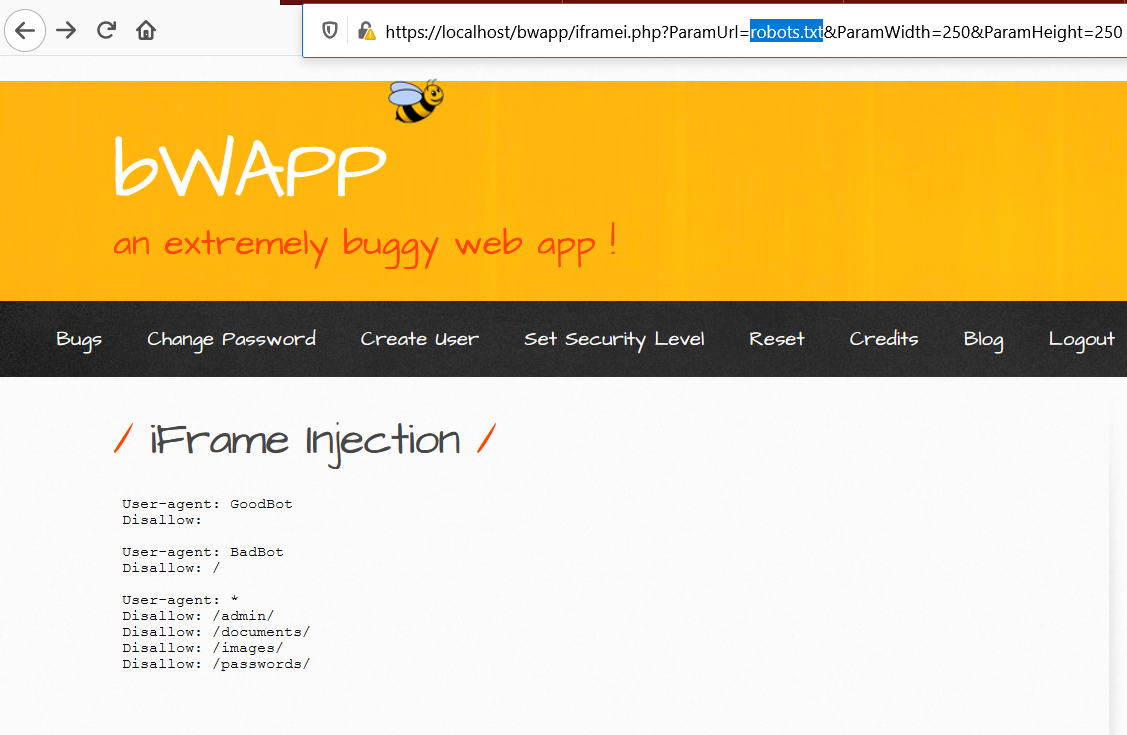 https://localhost/bwapp/iframei.php?ParamUrl=robots.txt&ParamWidth=250&ParamHeight=250
bWAPP
an extremely buggy web app !
Bugs Change Password Create User Set Security Level Reset Credits Blog Logout
/ iFrame Injection /
User-agent: GoodBot
Disallow:
User-agent: BadBot
Disallow: /
User-agent: *
Disallow: /admin/
Disallow: /documents/
Disallow: /images/
Disallow: /passwords/